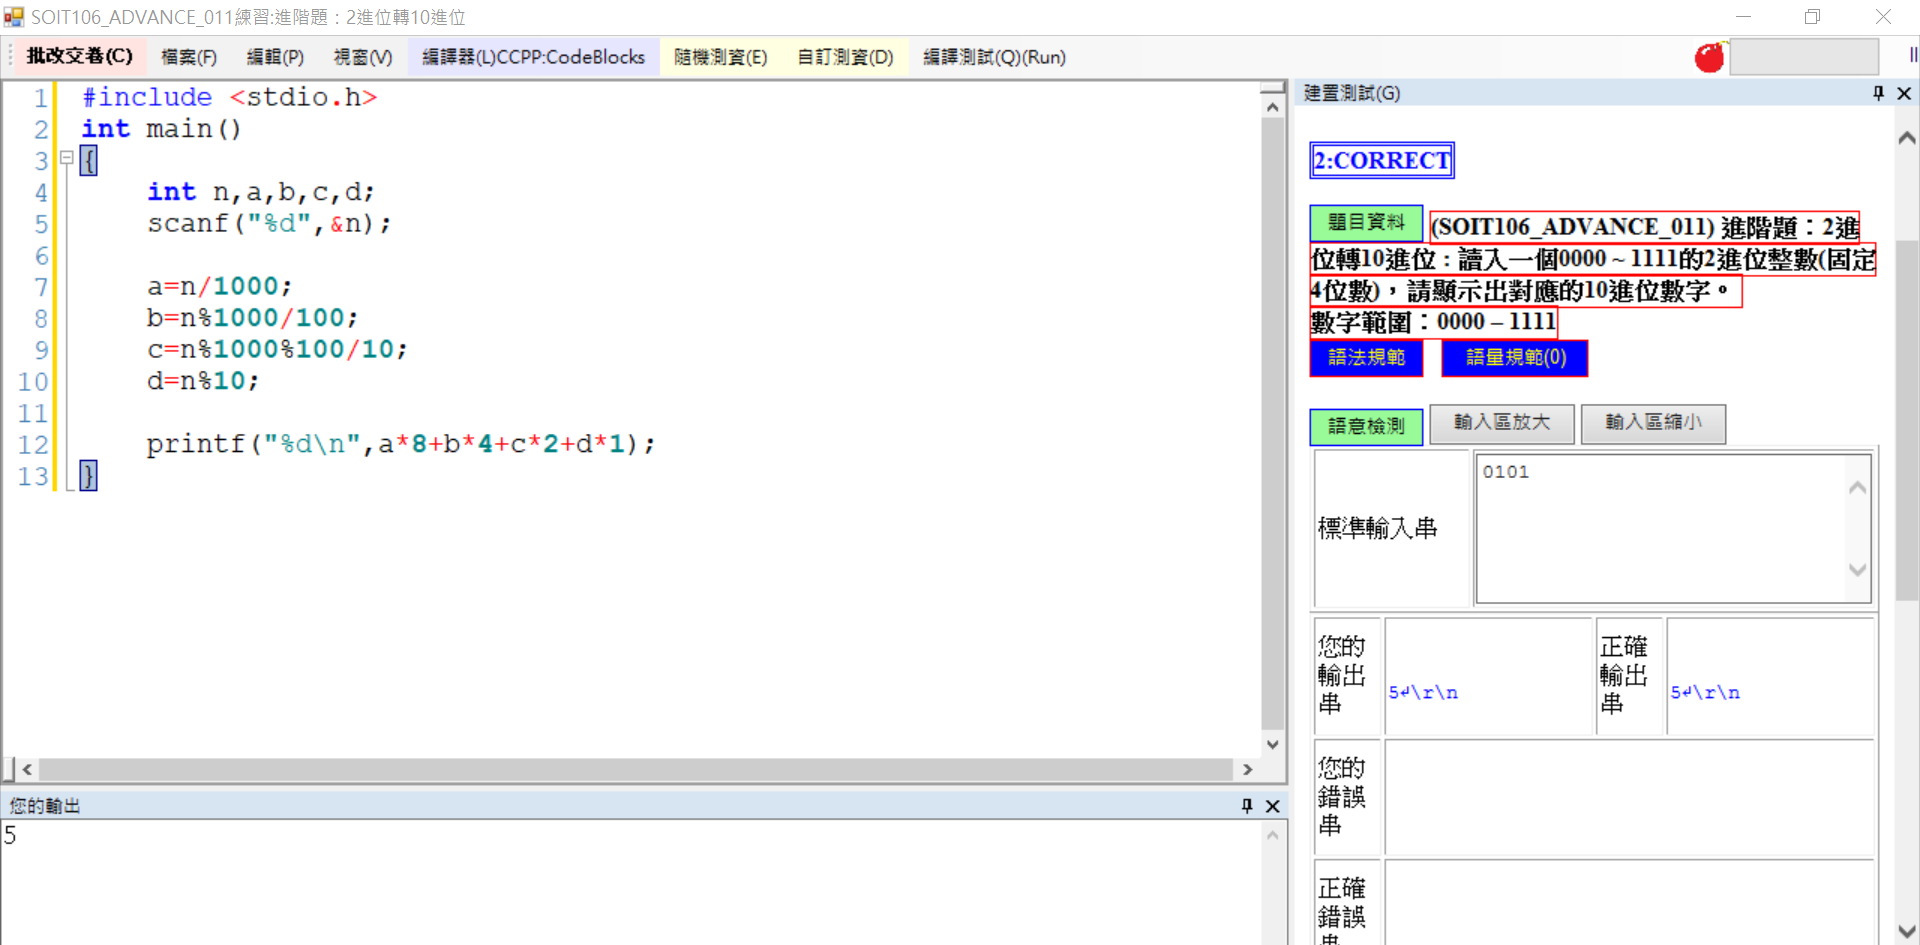 SOIT106_ADVANCE_011練習:進階題：2進位轉10進位
批改交卷(C) 檔案(F) 編輯(P) 視窗(V) 編譯器(L)CCPP:CodeBlocks 隨機測資(E) 自訂測資(D) 編譯測試(Q)(Run)
1 #include <stdio.h>
2 int main()
3 {
4 int n,a,b,c,d;
5 scanf("%d",&n);
6
7 a=n/1000;
8 b=n%1000/100;
9 c=n%1000%100/10;
10 d=n%10;
11
12 printf("%d\n",a*8+b*4+c*2+d*1);
13 }
您的輸出
5
建置測試(G)
2:CORRECT
題目資料 (SOIT106_ADVANCE_011) 進階題：2進
位轉10進位：讀入一個0000 ~ 1111的2進位整數(固定
4位數)，請顯示出對應的10進位數字。
數字範圍：0000 – 1111
語法規範 語量規範(0)
語意檢測 輸入區放大 輸入區縮小
標準輸入串 0101
您的
輸出
串
5↵\r\n
正確
輸出
串
5↵\r\n
您的
錯誤
串
正確
錯誤